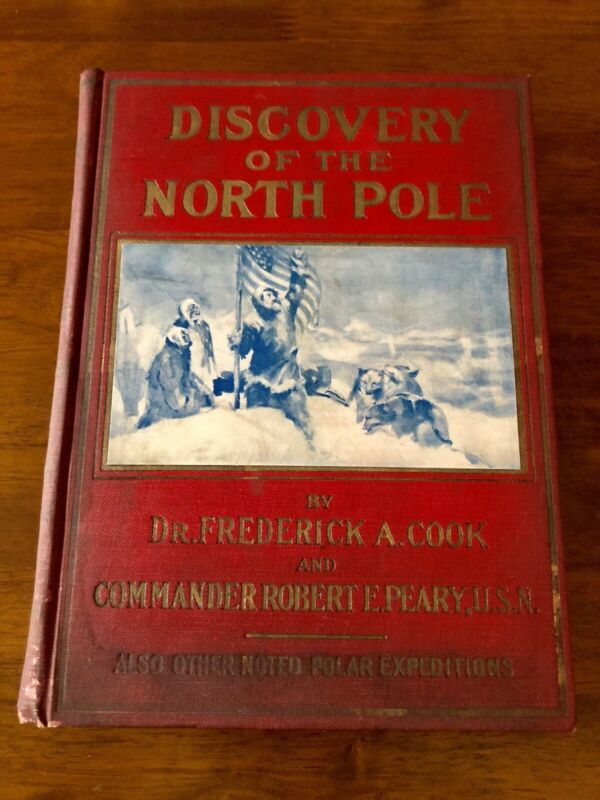 DISCOVERY
OF THE
NORTH POLE
BY
DR. FREDERICK A. COOK
AND
COMMANDER ROBERT E. PEARY, U.S.N.
ALSO OTHER NOTED POLAR EXPEDITIONS